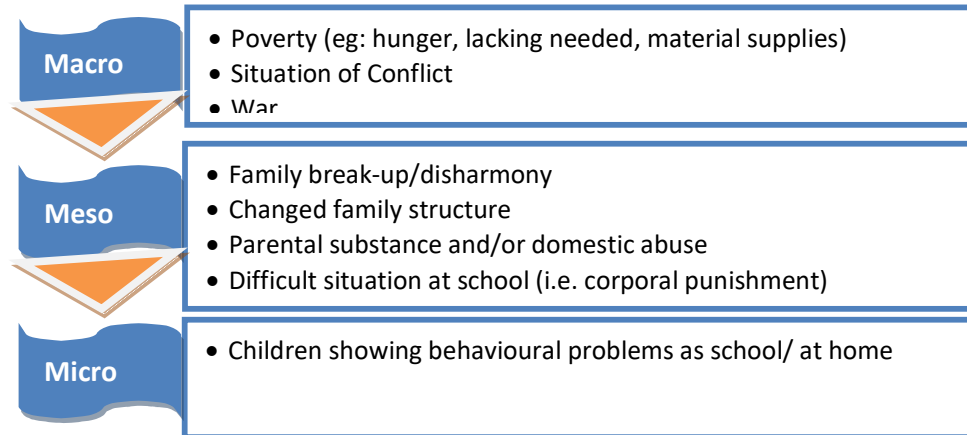 Macro
• Poverty (eg: hunger, lacking needed, material supplies)
• Situation of Conflict
• War
Meso
• Family break-up/disharmony
• Changed family structure
• Parental substance and/or domestic abuse
• Difficult situation at school (i.e. corporal punishment)
Micro
• Children showing behavioural problems as school/ at home